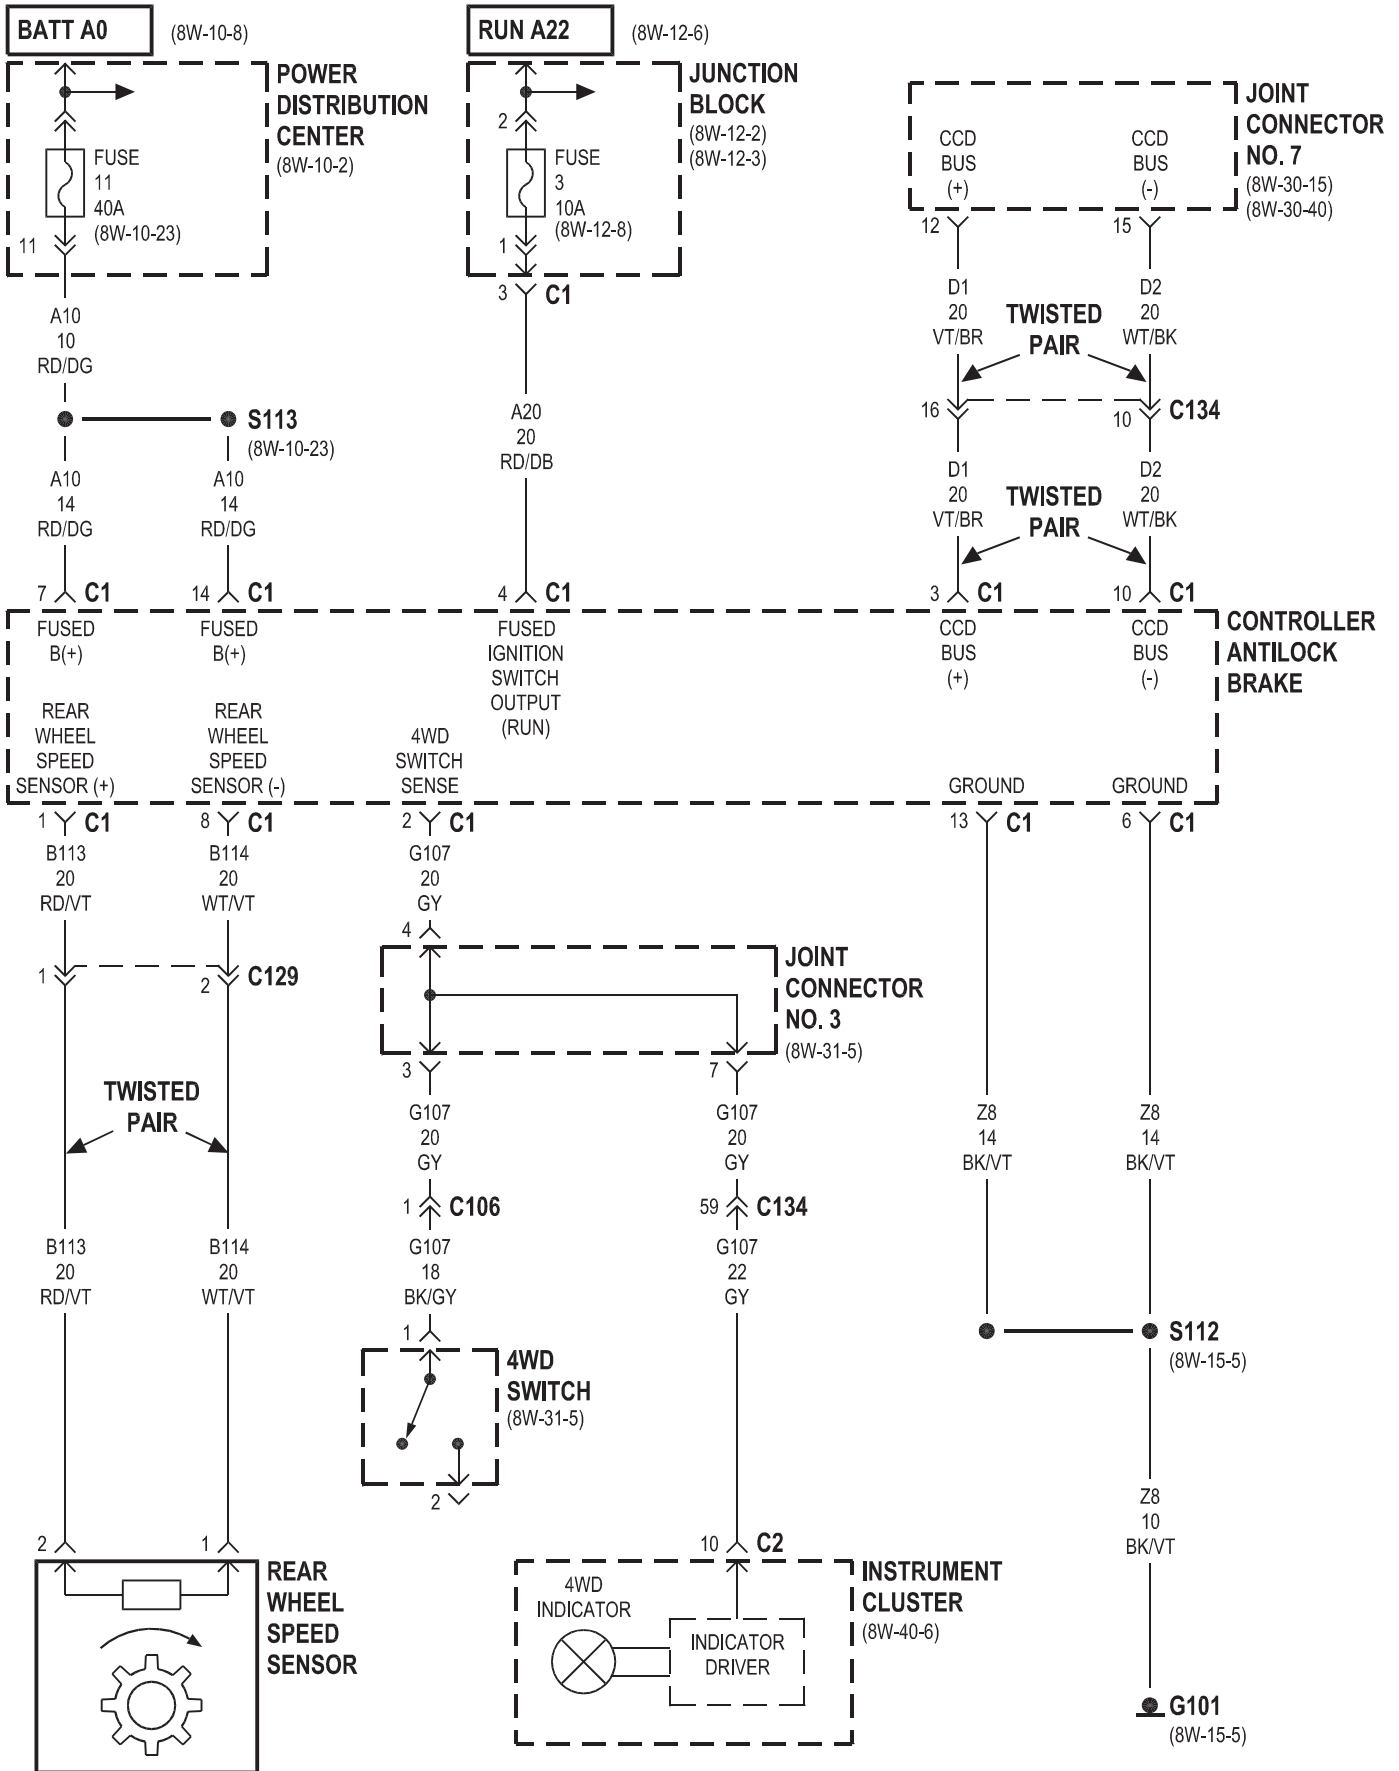 BATT A0
(8W-10-8)
RUN A22
(8W-12-6)
POWER
DISTRIBUTION
CENTER
(8W-10-2)
FUSE
11
40A
(8W-10-23)
11
JUNCTION
BLOCK
(8W-12-2)
(8W-12-3)
2
FUSE
3
10A
(8W-12-8)
1
3
C1
JOINT
CONNECTOR
NO. 7
(8W-30-15)
(8W-30-40)
CCD
BUS
(+)
CCD
BUS
(-)
12
15
A10
10
RD/DG
S113
(8W-10-23)
A10
14
RD/DG
A10
14
RD/DG
A20
20
RD/DB
D1
20
VT/BR
TWISTED
PAIR
D2
20
WT/BK
16
10
C134
D1
20
VT/BR
TWISTED
PAIR
D2
20
WT/BK
7
C1
14
C1
4
C1
3
C1
10
C1
FUSED
B(+)
FUSED
B(+)
FUSED
IGNITION
SWITCH
OUTPUT
(RUN)
CCD
BUS
(+)
CCD
BUS
(-)
CONTROLLER
ANTILOCK
BRAKE
REAR
WHEEL
SPEED
SENSOR (+)
REAR
WHEEL
SPEED
SENSOR (-)
4WD
SWITCH
SENSE
GROUND
GROUND
1
C1
8
C1
2
C1
13
C1
6
C1
B113
20
RD/VT
B114
20
WT/VT
G107
20
GY
1
2
C129
4
JOINT
CONNECTOR
NO. 3
(8W-31-5)
3
7
TWISTED
PAIR
G107
20
GY
G107
20
GY
Z8
14
BK/VT
Z8
14
BK/VT
1
C106
59
C134
B113
20
RD/VT
B114
20
WT/VT
G107
18
BK/GY
G107
22
GY
1
4WD
SWITCH
(8W-31-5)
2
S112
(8W-15-5)
Z8
10
BK/VT
2
1
REAR
WHEEL
SPEED
SENSOR
10
C2
4WD
INDICATOR
INDICATOR
DRIVER
INSTRUMENT
CLUSTER
(8W-40-6)
G101
(8W-15-5)